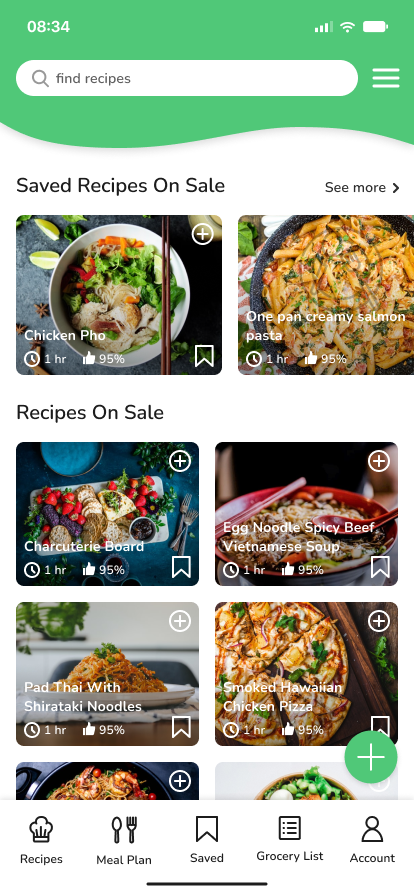 08:34
find recipes
Saved Recipes On Sale
See more
Chicken Pho
1 hr 95%
One pan creamy salmon
pasta
1 hr 95%
Recipes On Sale
Charcuterie Board
1 hr 95%
Egg Noodle Spicy Beef
Vietnamese Soup
1 hr 95%
Pad Thai With
Shirataki Noodles
1 hr 95%
Smoked Hawaiian
Chicken Pizza
1 hr 95%
Recipes
Meal Plan
Saved
Grocery List
Account